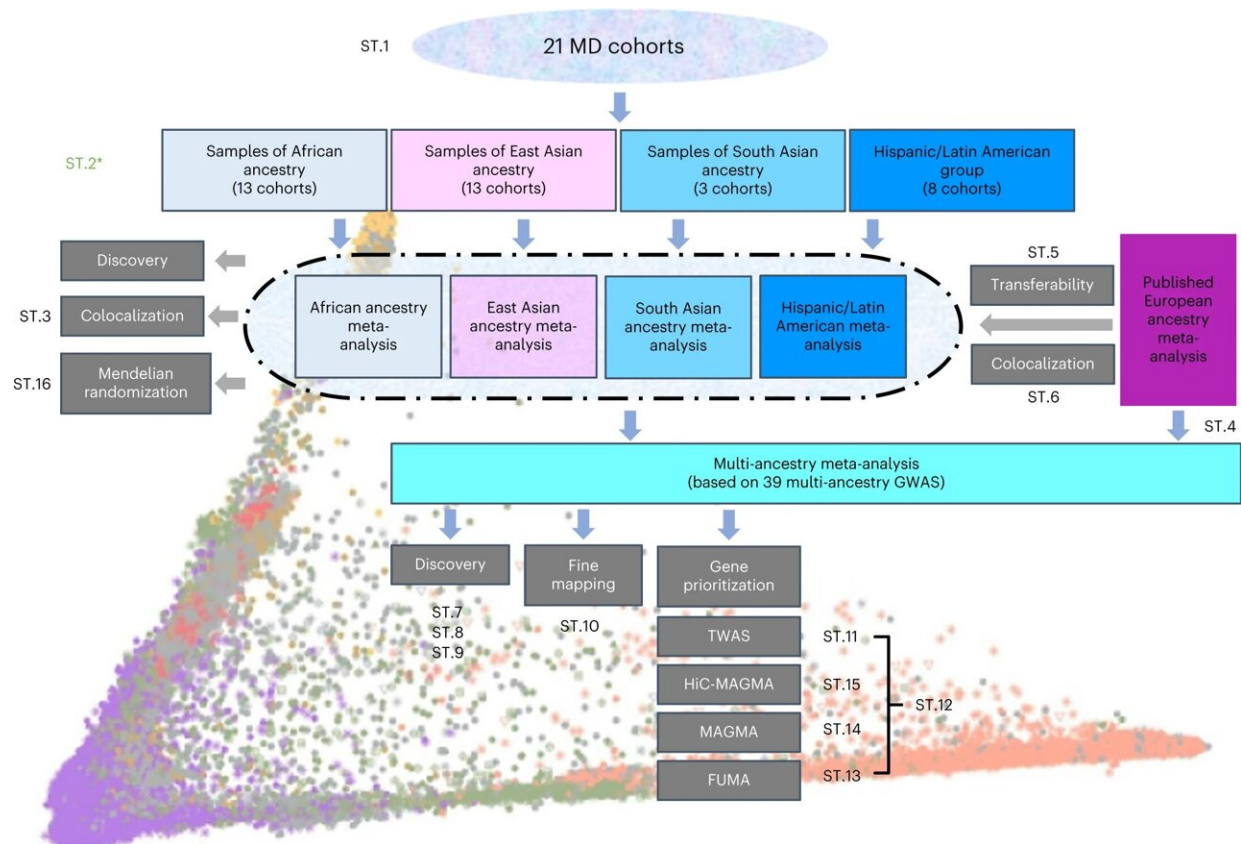 ST.1
21 MD cohorts
ST.2*
Samples of African
ancestry
(13 cohorts)
Samples of East Asian
ancestry
(13 cohorts)
Samples of South Asian
ancestry
(3 cohorts)
Hispanic/Latin American
group
(8 cohorts)
Discovery
ST.3
Colocalization
ST.16
Mendelian
randomization
African ancestry
meta-
analysis
East Asian
ancestry meta-
analysis
South Asian
ancestry meta-
analysis
Hispanic/Latin
American meta-
analysis
ST.5
Transferability
Colocalization
ST.6
Published
European
ancestry
meta-
analysis
ST.4
Multi-ancestry meta-analysis
(based on 39 multi-ancestry GWAS)
Discovery
ST.7
ST.8
ST.9
Fine
mapping
ST.10
Gene
prioritization
TWAS
ST.11
HiC-MAGMA
ST.15
MAGMA
ST.14
FUMA
ST.13
ST.12